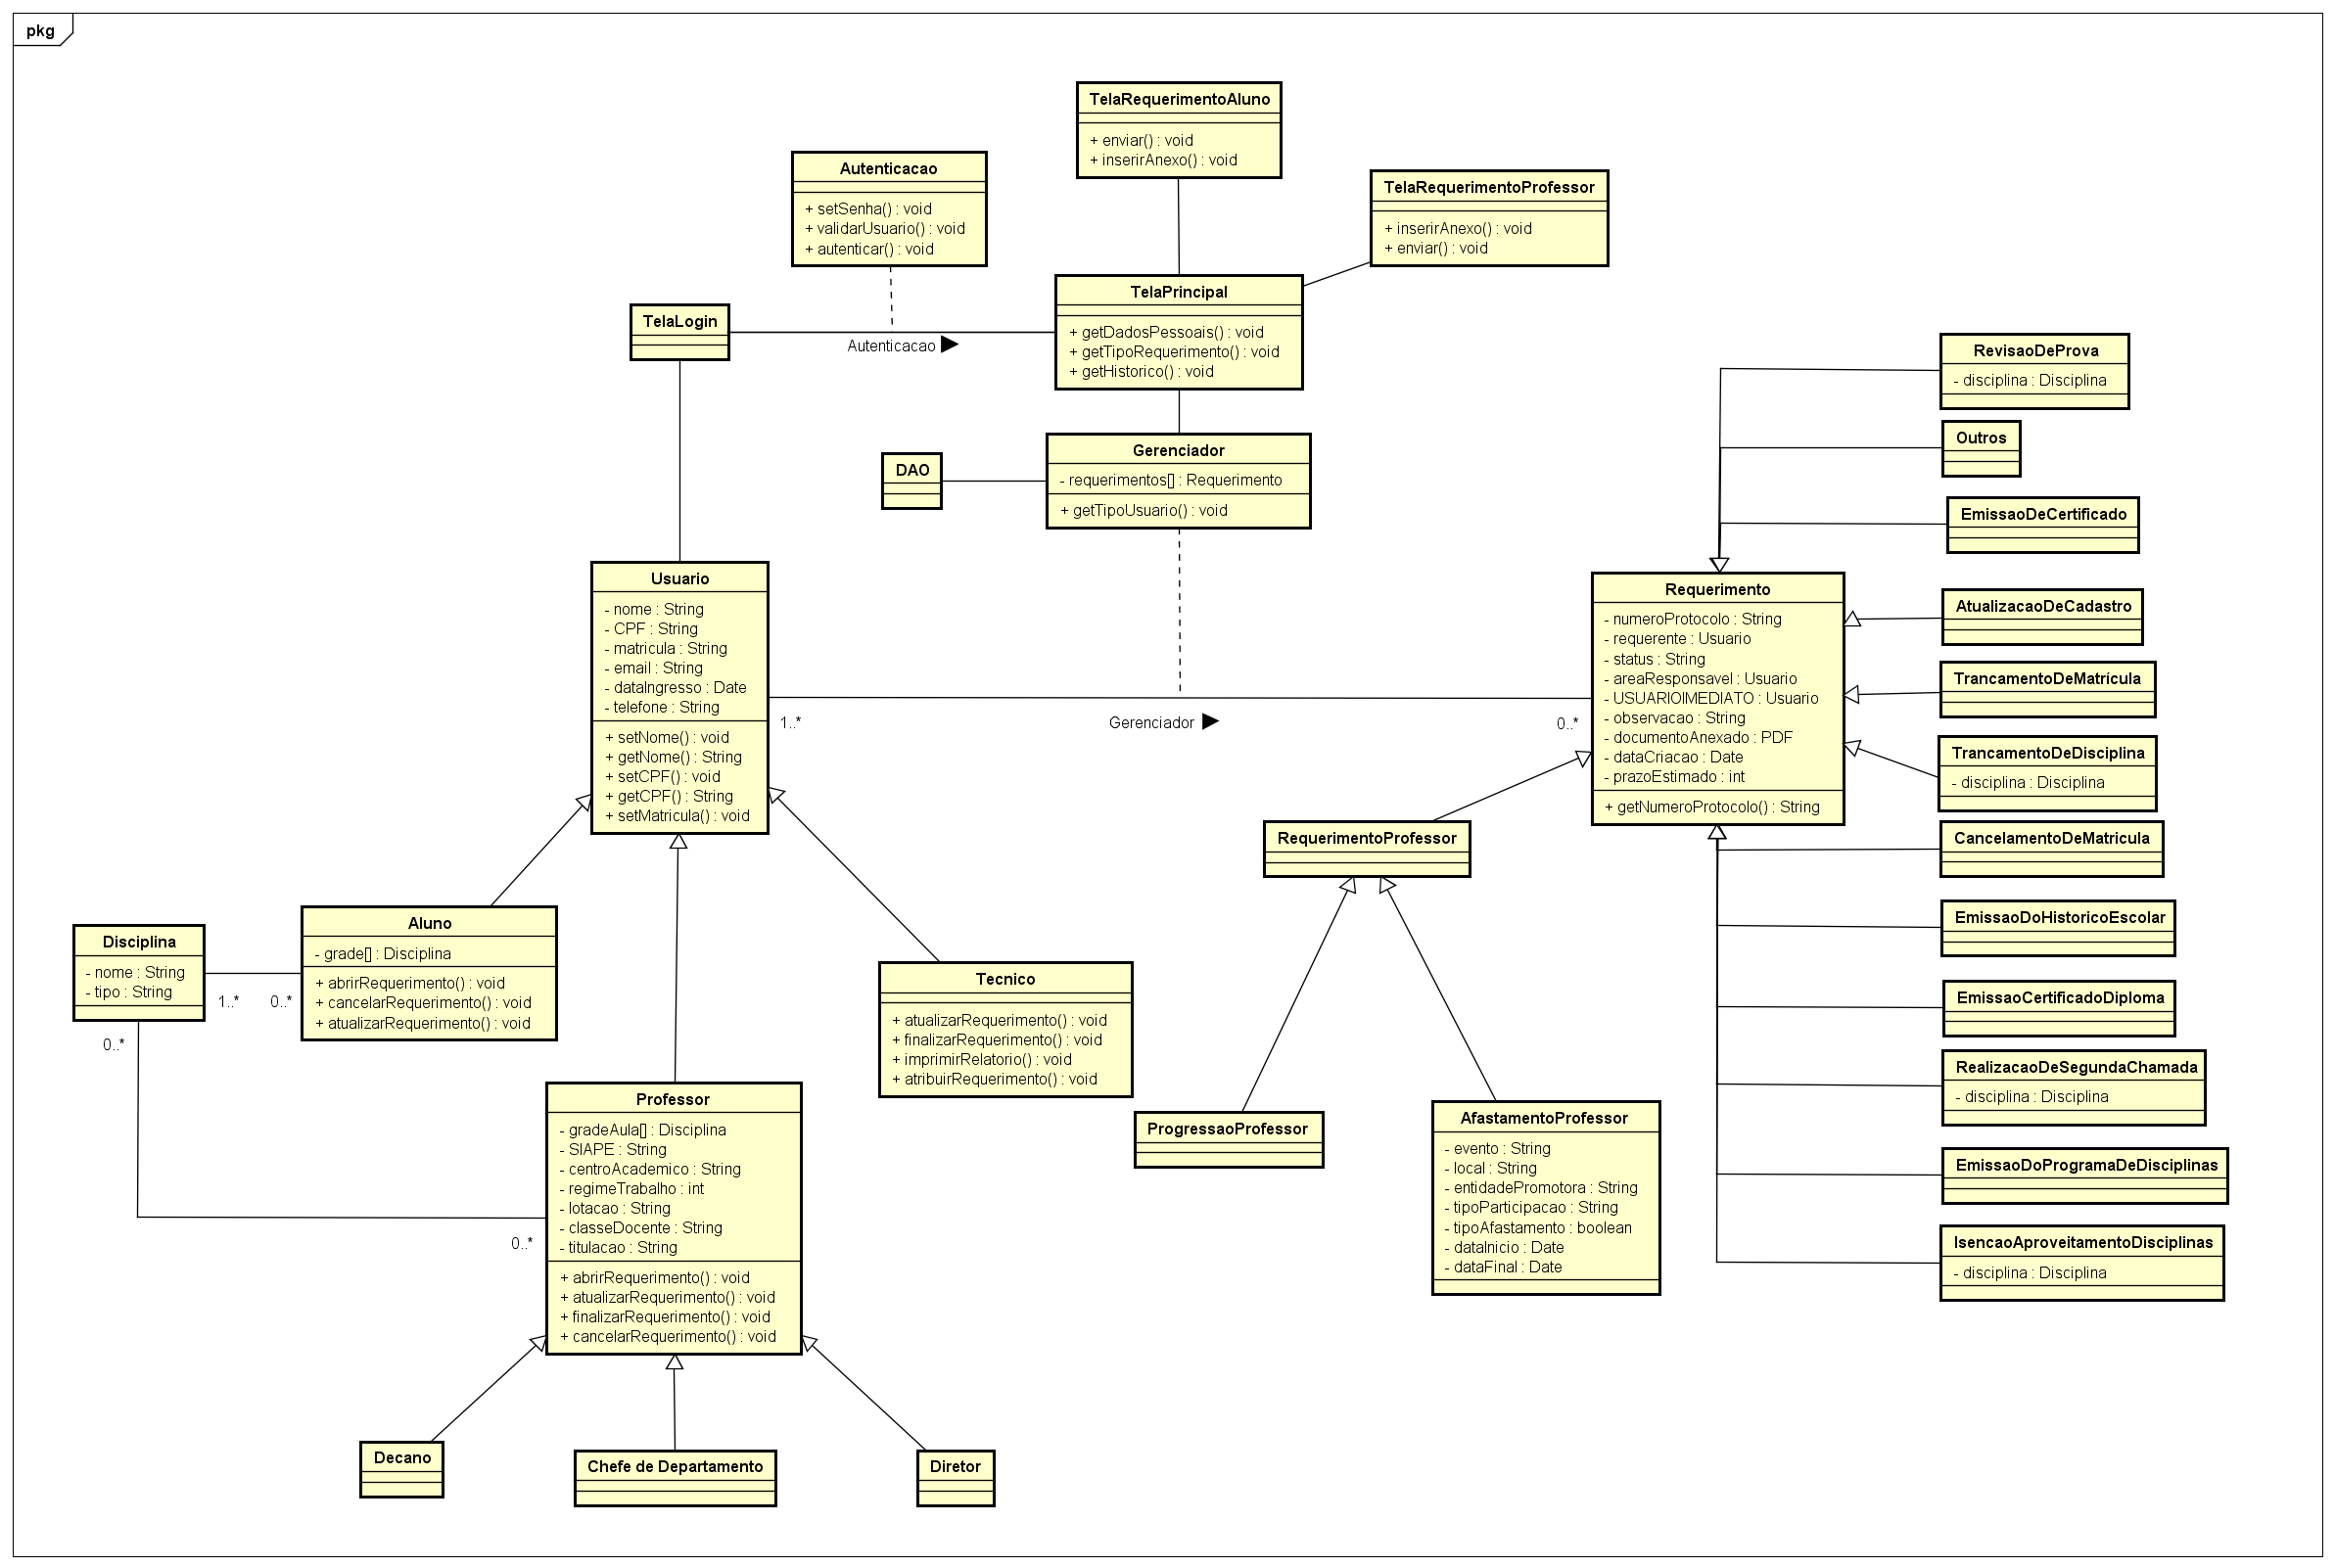 pkg
TelaRequerimentoAluno
+ enviar() : void
+ inserirAnexo() : void
Autenticacao
+ setSenha() : void
+ validarUsuario() : void
+ autenticar() : void
TelaRequerimentoProfessor
+ inserirAnexo() : void
+ enviar() : void
TelaLogin
Autenticacao
TelaPrincipal
+ getDadosPessoais() : void
+ getTipoRequerimento() : void
+ getHistorico() : void
DAO
Gerenciador
- requerimentos[] : Requerimento
+ getTipoUsuario() : void
RevisaoDeProva
- disciplina : Disciplina
Outros
EmissaoDeCertificado
Usuario
- nome : String
- CPF : String
- matricula : String
- email : String
- dataIngresso : Date
- telefone : String
+ setNome() : void
+ getNome() : String
+ setCPF() : void
+ getCPF() : String
+ setMatricula() : void
1..*
Gerenciador
0..*
Requerimento
- numeroProtocolo : String
- requerente : Usuario
- status : String
- areaResponsavel : Usuario
- USUARIOIMEDIATO : Usuario
- observacao : String
- documentoAnexado : PDF
- dataCriacao : Date
- prazoEstimado : int
+ getNumeroProtocolo() : String
AtualizacaoDeCadastro
TrancamentoDeMatrícula
TrancamentoDeDisciplina
- disciplina : Disciplina
CancelamentoDeMatricula
RequerimentoProfessor
EmissaoDoHistoricoEscolar
EmissaoCertificadoDiploma
RealizacaoDeSegundaChamada
- disciplina : Disciplina
EmissaoDoProgramaDeDisciplinas
IsencaoAproveitamentoDisciplinas
- disciplina : Disciplina
Disciplina
- nome : String
- tipo : String
1..*
0..*
0..*
Aluno
- grade[] : Disciplina
+ abrirRequerimento() : void
+ cancelarRequerimento() : void
+ atualizarRequerimento() : void
Tecnico
+ atualizarRequerimento() : void
+ finalizarRequerimento() : void
+ imprimirRelatorio() : void
+ atribuirRequerimento() : void
0..*
Professor
- gradeAula[] : Disciplina
- SIAPE : String
- centroAcademico : String
- regimeTrabalho : int
- lotacao : String
- classeDocente : String
- titulacao : String
+ abrirRequerimento() : void
+ atualizarRequerimento() : void
+ finalizarRequerimento() : void
+ cancelarRequerimento() : void
ProgressaoProfessor
AfastamentoProfessor
- evento : String
- local : String
- entidadePromotora : String
- tipoParticipacao : String
- tipoAfastamento : boolean
- dataInicio : Date
- dataFinal : Date
Decano
Chefe de Departamento
Diretor